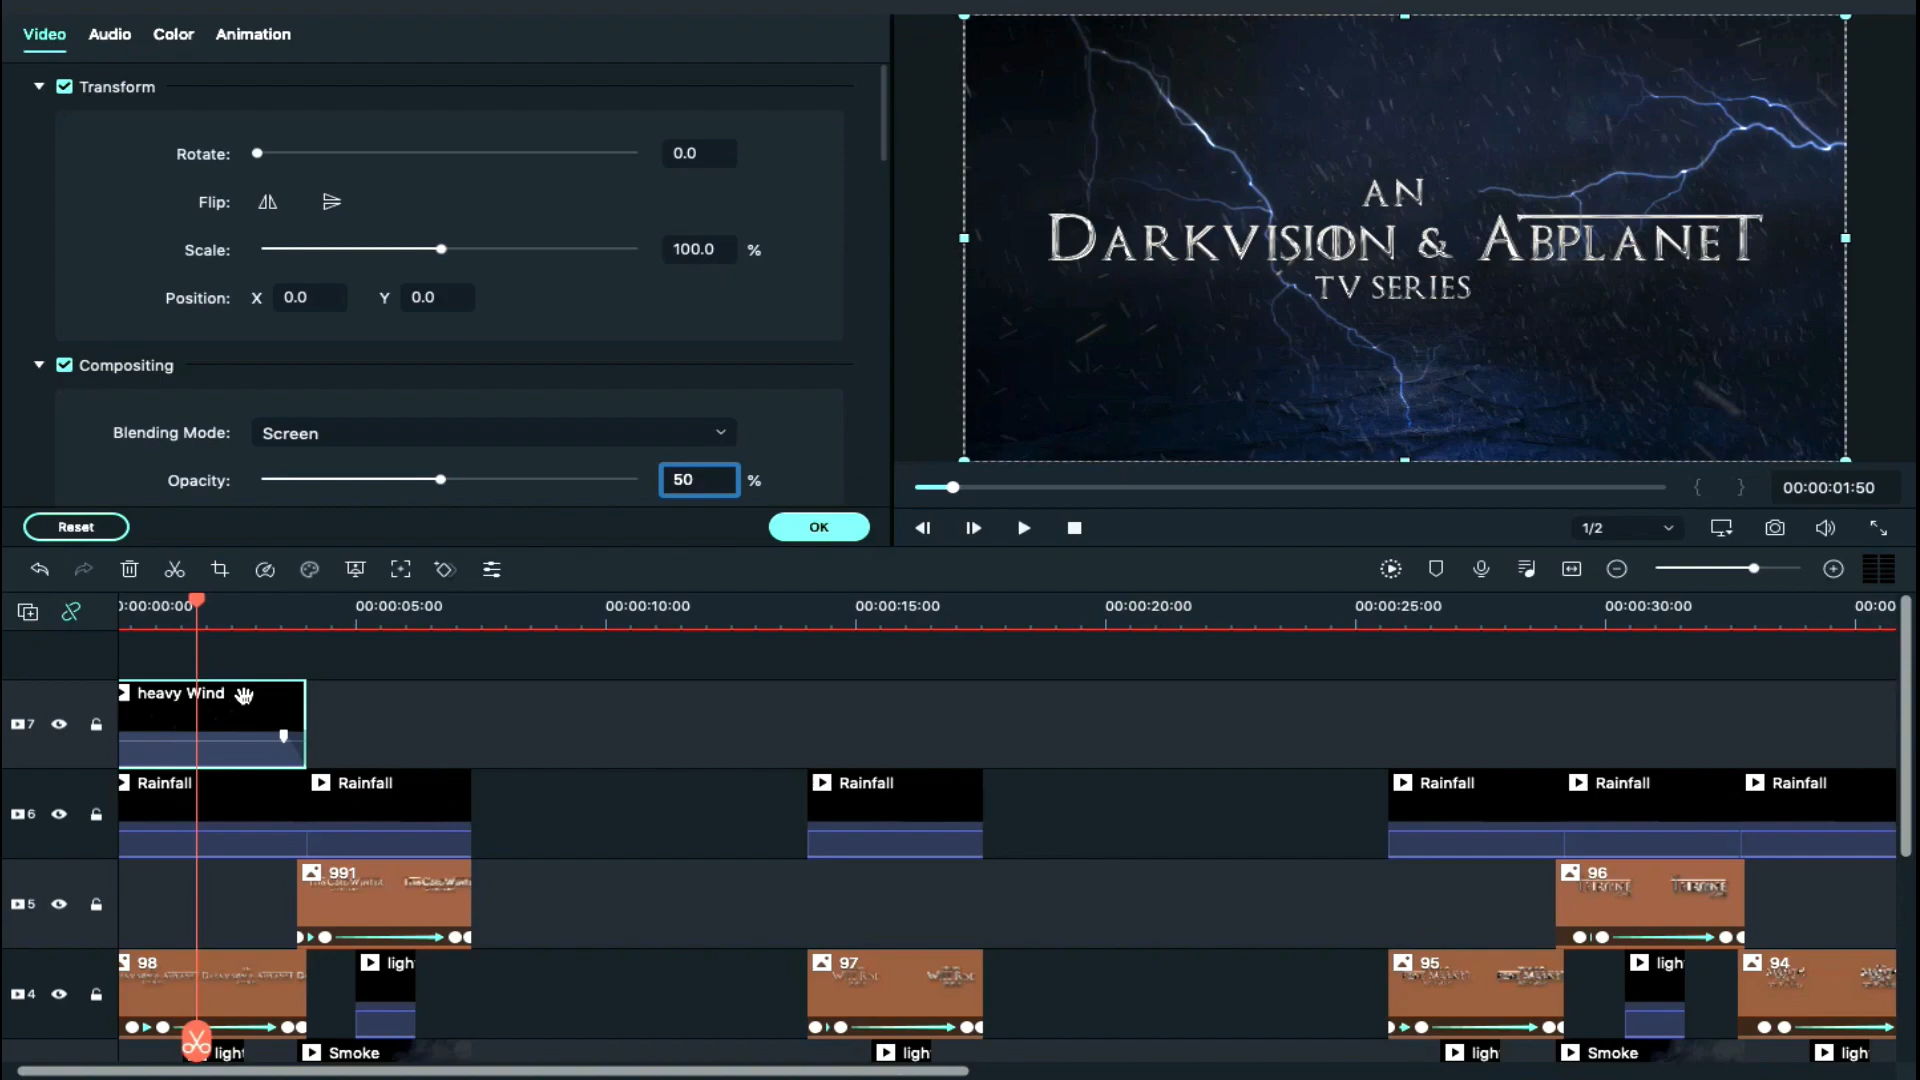 Video Audio Color Animation
Transform
Rotate: 0.0
Flip:
Scale: 100.0 %
Position: X 0.0 Y 0.0
Compositing
Blending Mode: Screen
Opacity: 50 %
Reset OK
AN
DARKVISION & ABPLANET
TV SERIES
{ } 00:00:01:50
1/2
0:00:00:00 00:00:05:00 00:00:10:00 00:00:15:00 00:00:20:00 00:00:25:00 00:00:30:00 00:00
7 heavy Wind
6 Rainfall Rainfall Rainfall Rainfall Rainfall Rainfall
5 991 96
THRONE THRONE
4 98 ligh 97 95 ligh 94
light Smoke ligh ligh Smoke ligh